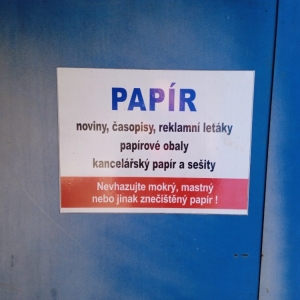 PAPÍR
noviny, časopisy, reklamní letáky
papírové obaly
kancelářský papír a sešity
Nevhazujte mokrý, mastný
nebo jinak znečištěný papír !